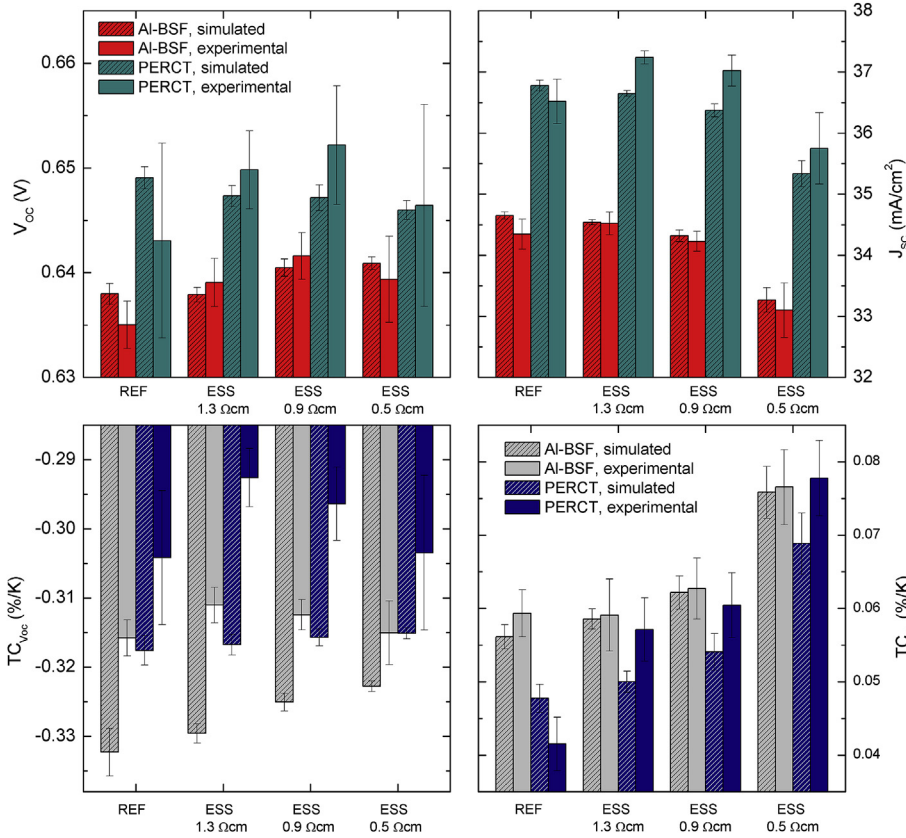 Al-BSF, simulated
Al-BSF, experimental
PERCT, simulated
PERCT, experimental
0.66
0.65
0.64
0.63
V_OC (V)
REF
ESS
1.3 Ωcm
ESS
0.9 Ωcm
ESS
0.5 Ωcm
38
37
36
35
34
33
32
J_SC (mA/cm²)
REF
ESS
1.3 Ωcm
ESS
0.9 Ωcm
ESS
0.5 Ωcm
-0.29
-0.30
-0.31
-0.32
-0.33
TC_Voc (%/K)
REF
ESS
1.3 Ωcm
ESS
0.9 Ωcm
ESS
0.5 Ωcm
Al-BSF, simulated
Al-BSF, experimental
PERCT, simulated
PERCT, experimental
0.08
0.07
0.06
0.05
0.04
TC (%/K)
REF
ESS
1.3 Ωcm
ESS
0.9 Ωcm
ESS
0.5 Ωcm